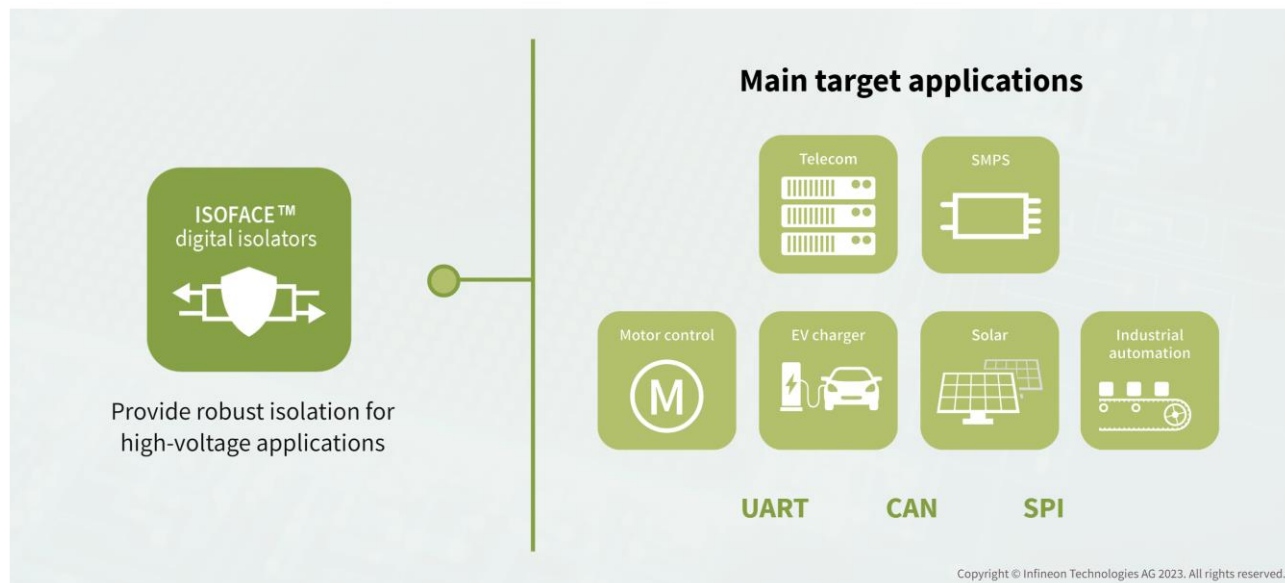 ISOFACE™
digital isolators
Provide robust isolation for
high-voltage applications
Main target applications
Telecom
SMPS
Motor control
EV charger
Solar
Industrial
automation
M
UART
CAN
SPI
Copyright © Infineon Technologies AG 2023. All rights reserved.